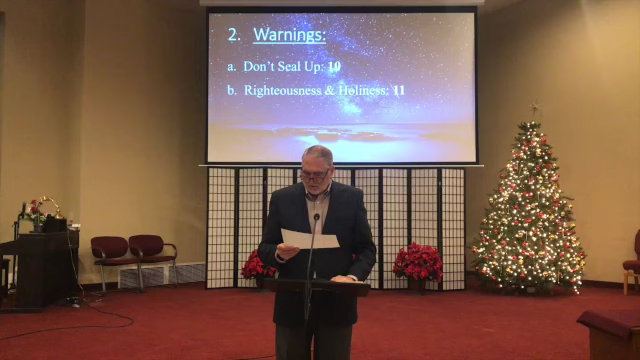 2. Warnings:
a. Don't Seal Up: 10
b. Righteousness & Holiness: 11